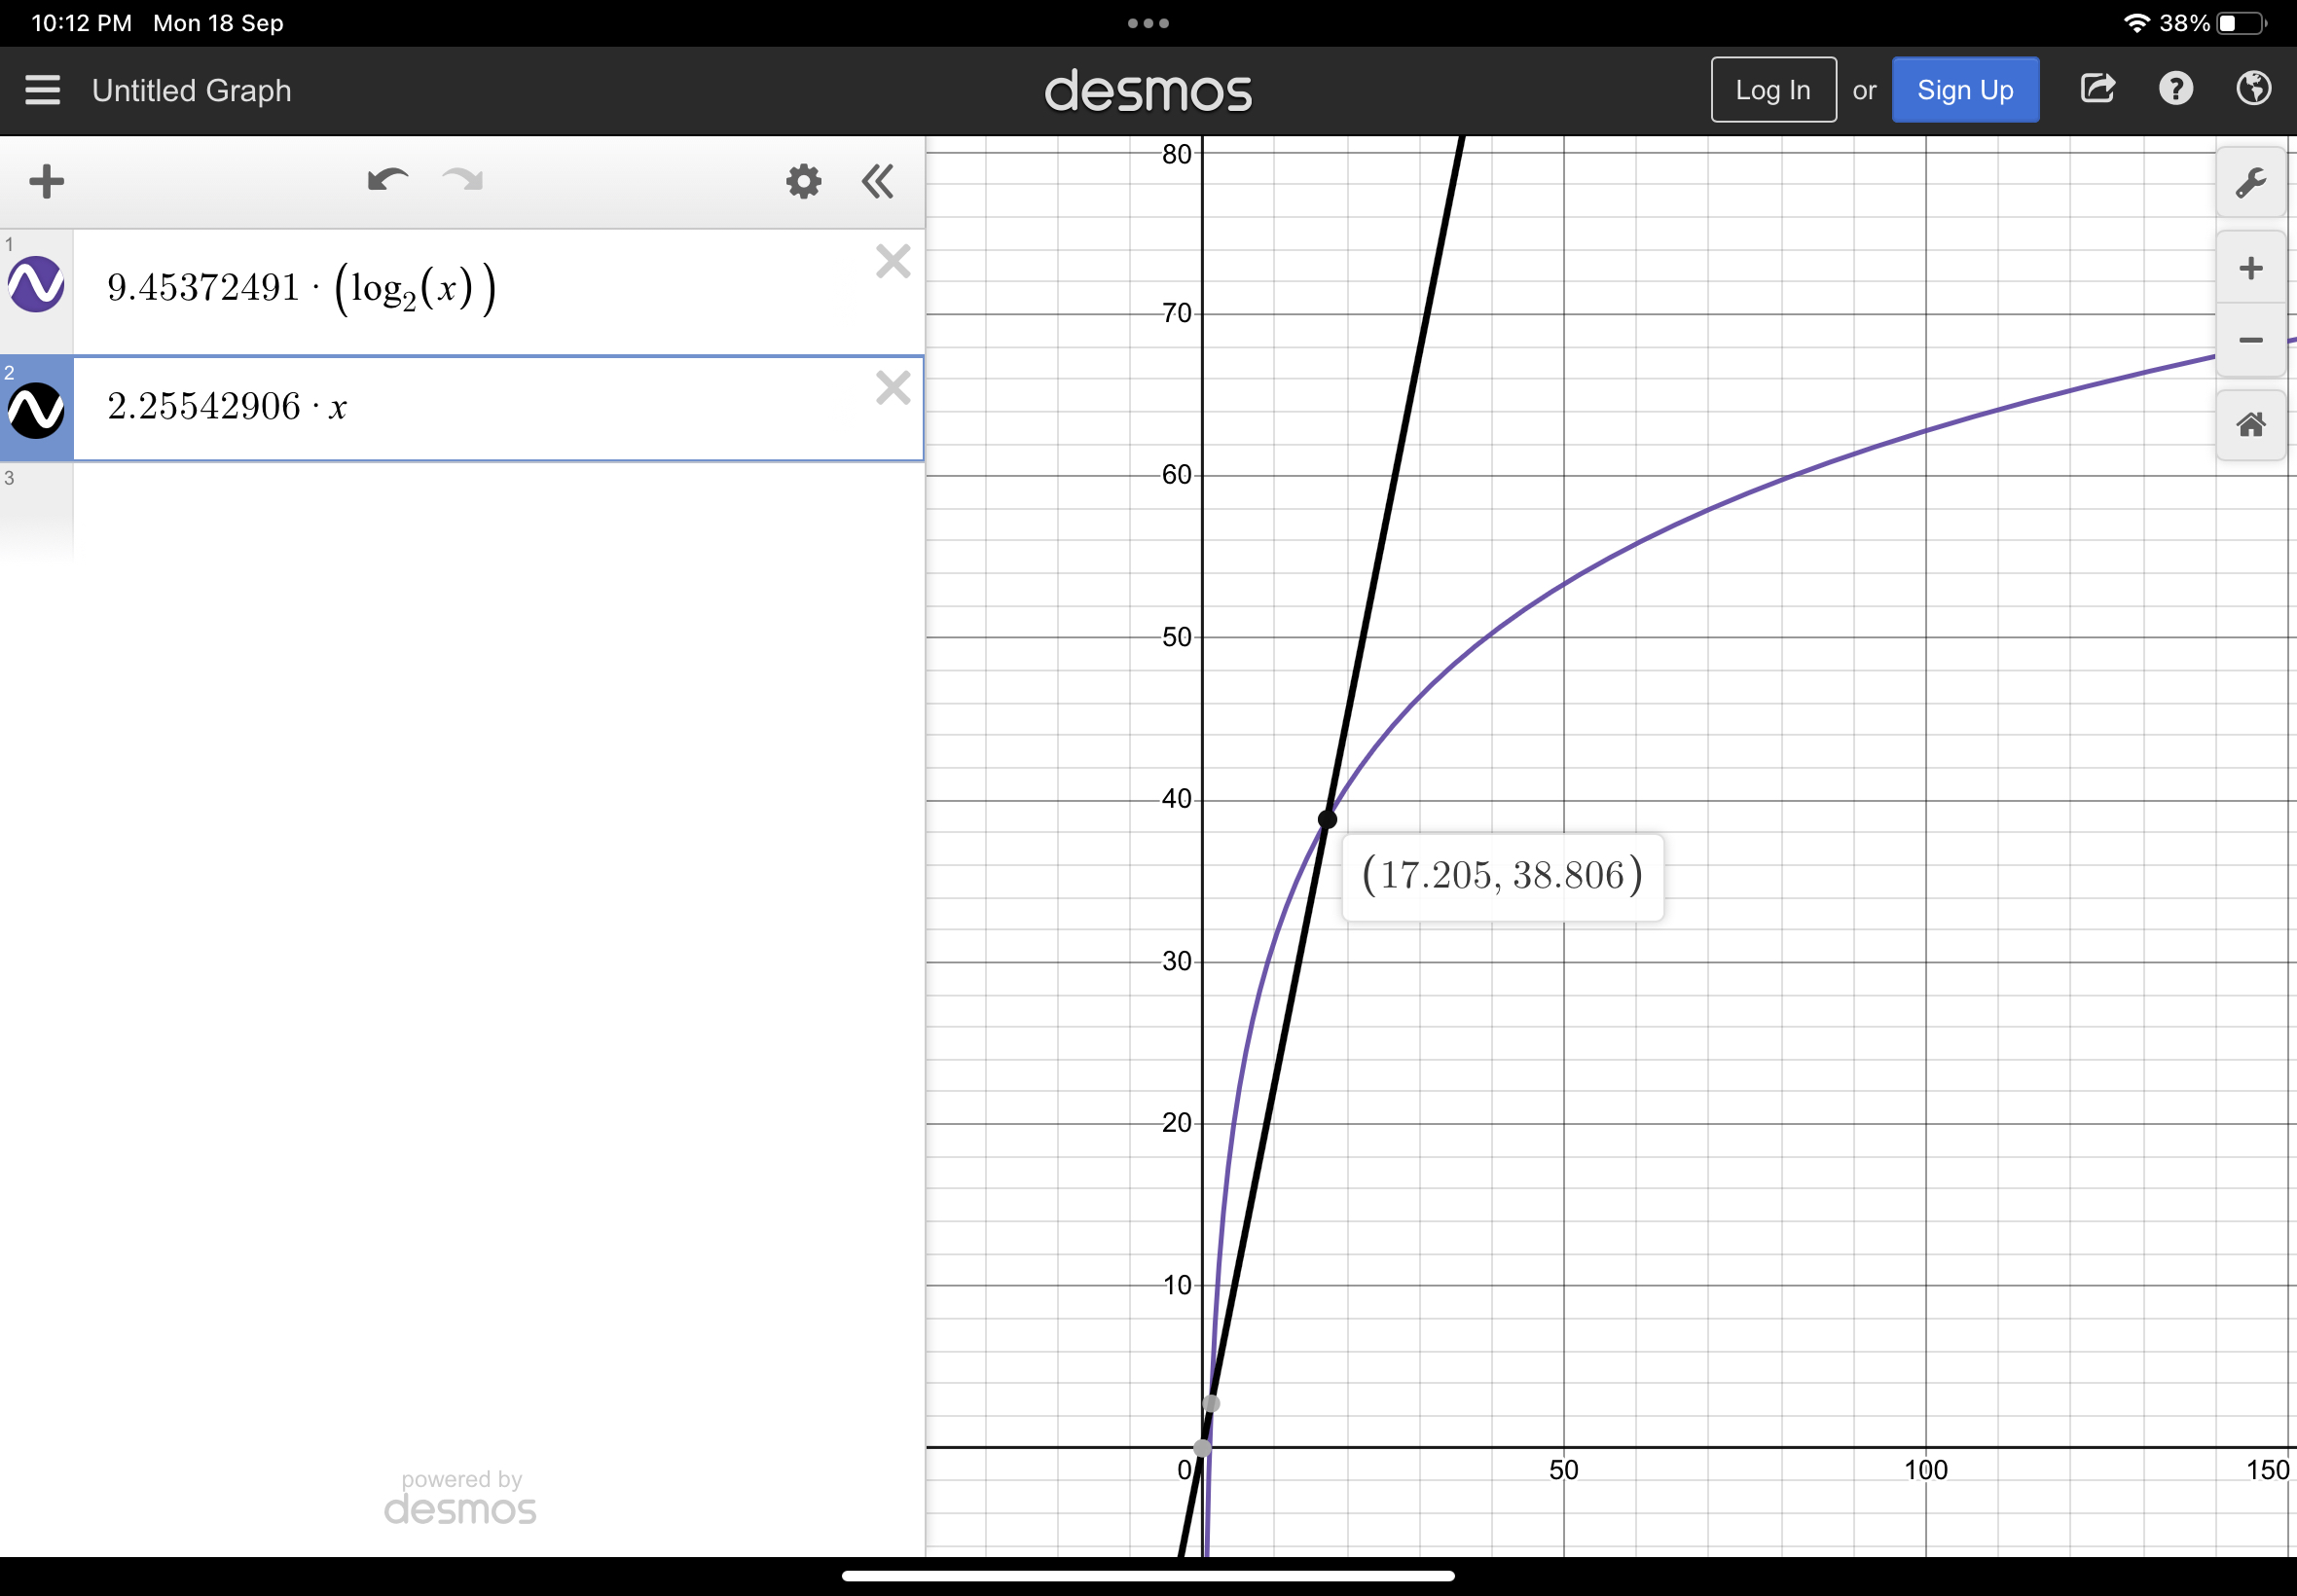 10:12 PM Mon 18 Sep
38%
Untitled Graph
desmos
Log In or Sign Up
1
9.45372491 · (log₂(x))
2
2.25542906 · x
3
powered by
desmos
80
70
60
50
40
30
20
10
0
50
100
150
(17.205, 38.806)